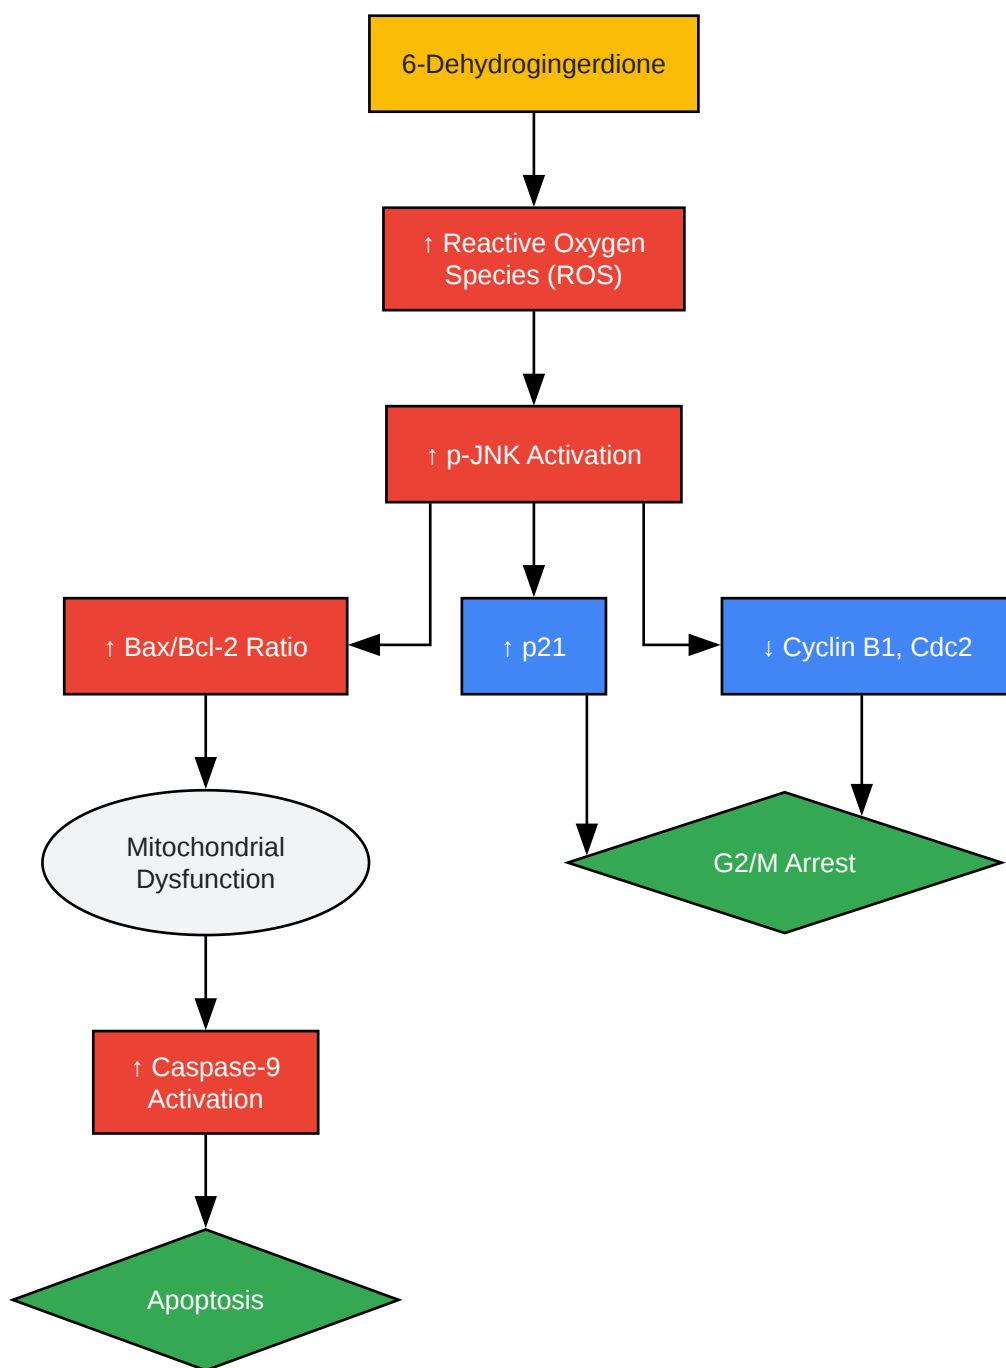 6-Dehydrogingerdione
↑ Reactive Oxygen
Species (ROS)
↑ p-JNK Activation
↑ Bax/Bcl-2 Ratio
↑ p21
↓ Cyclin B1, Cdc2
Mitochondrial
Dysfunction
G2/M Arrest
↑ Caspase-9
Activation
Apoptosis